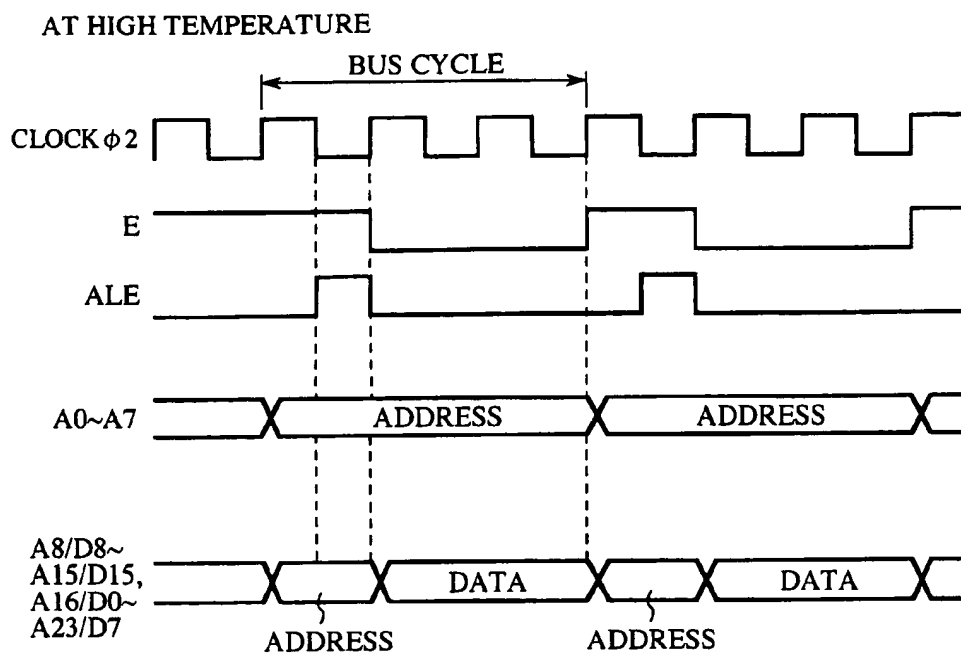 AT HIGH TEMPERATURE
BUS CYCLE
CLOCK φ 2
E
ALE
A0~A7
ADDRESS
ADDRESS
A8/D8~
A15/D15,
A16/D0~
A23/D7
DATA
DATA
ADDRESS
ADDRESS